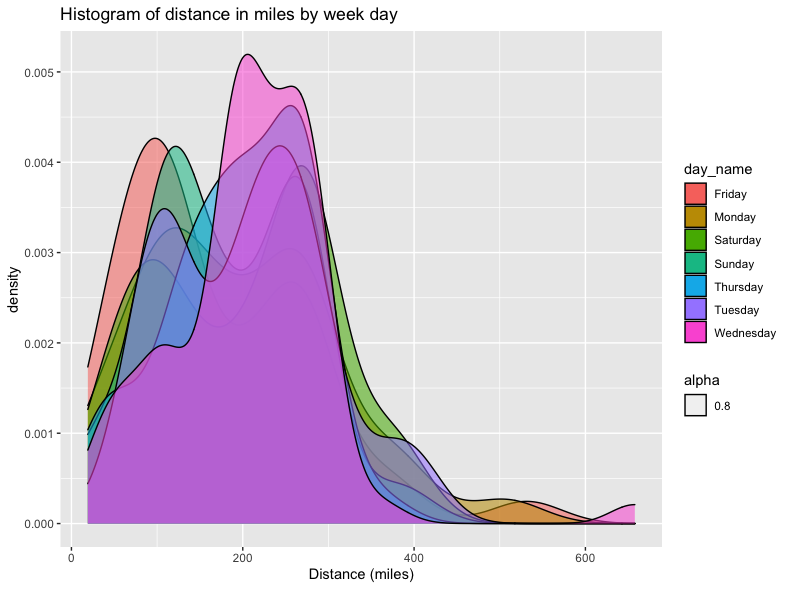 Histogram of distance in miles by week day
density
0.005
0.004
0.003
0.002
0.001
0.000
0
200
400
600
Distance (miles)
day_name
Friday
Monday
Saturday
Sunday
Thursday
Tuesday
Wednesday
alpha
0.8